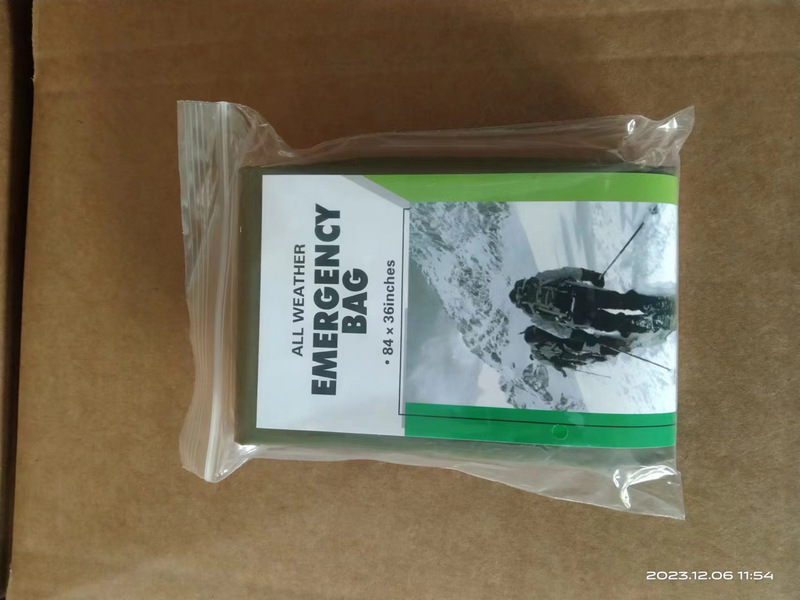 ALL WEATHER
EMERGENCY
BAG
• 84 x 36inches
2023.12.06 11:54